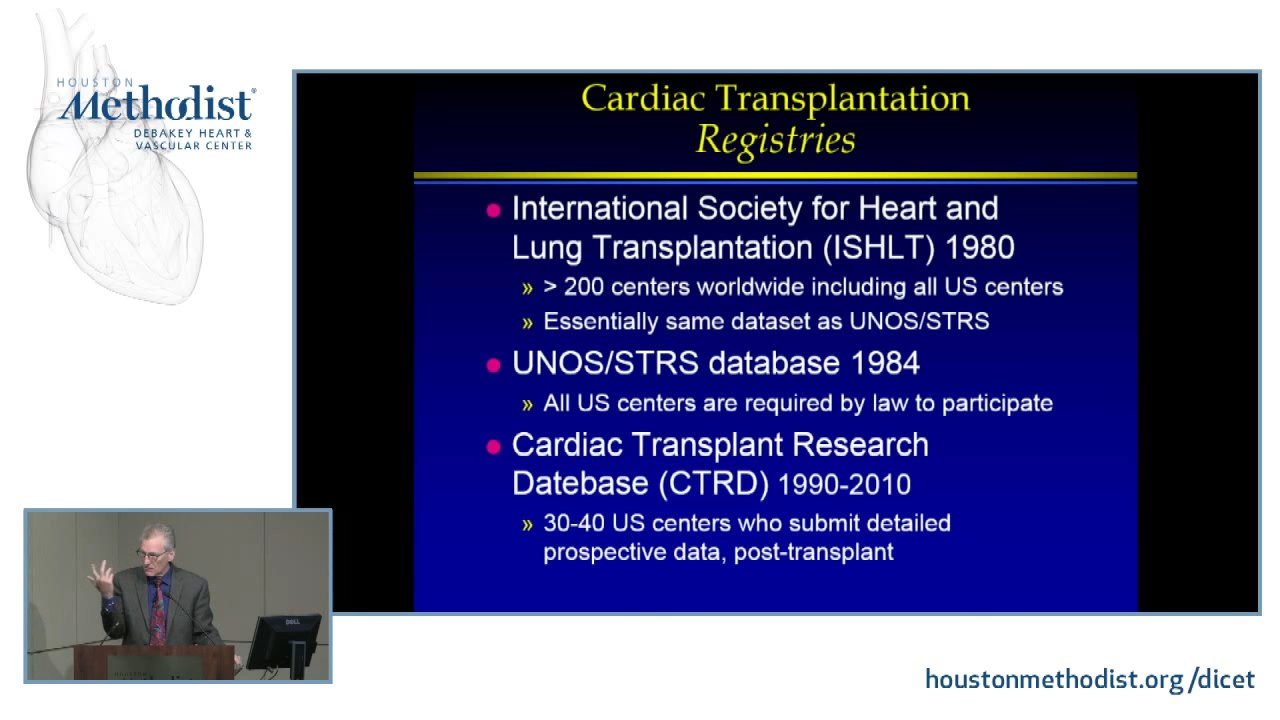 HOUSTON
Methodist®
DEBAKEY HEART &
VASCULAR CENTER
Cardiac Transplantation
Registries
International Society for Heart and
Lung Transplantation (ISHLT) 1980
» > 200 centers worldwide including all US centers
» Essentially same dataset as UNOS/STRS
UNOS/STRS database 1984
» All US centers are required by law to participate
Cardiac Transplant Research
Datebase (CTRD) 1990-2010
» 30-40 US centers who submit detailed
prospective data, post-transplant
DELL
HOUSTON
Methodist
houstonmethodist.org/dicet